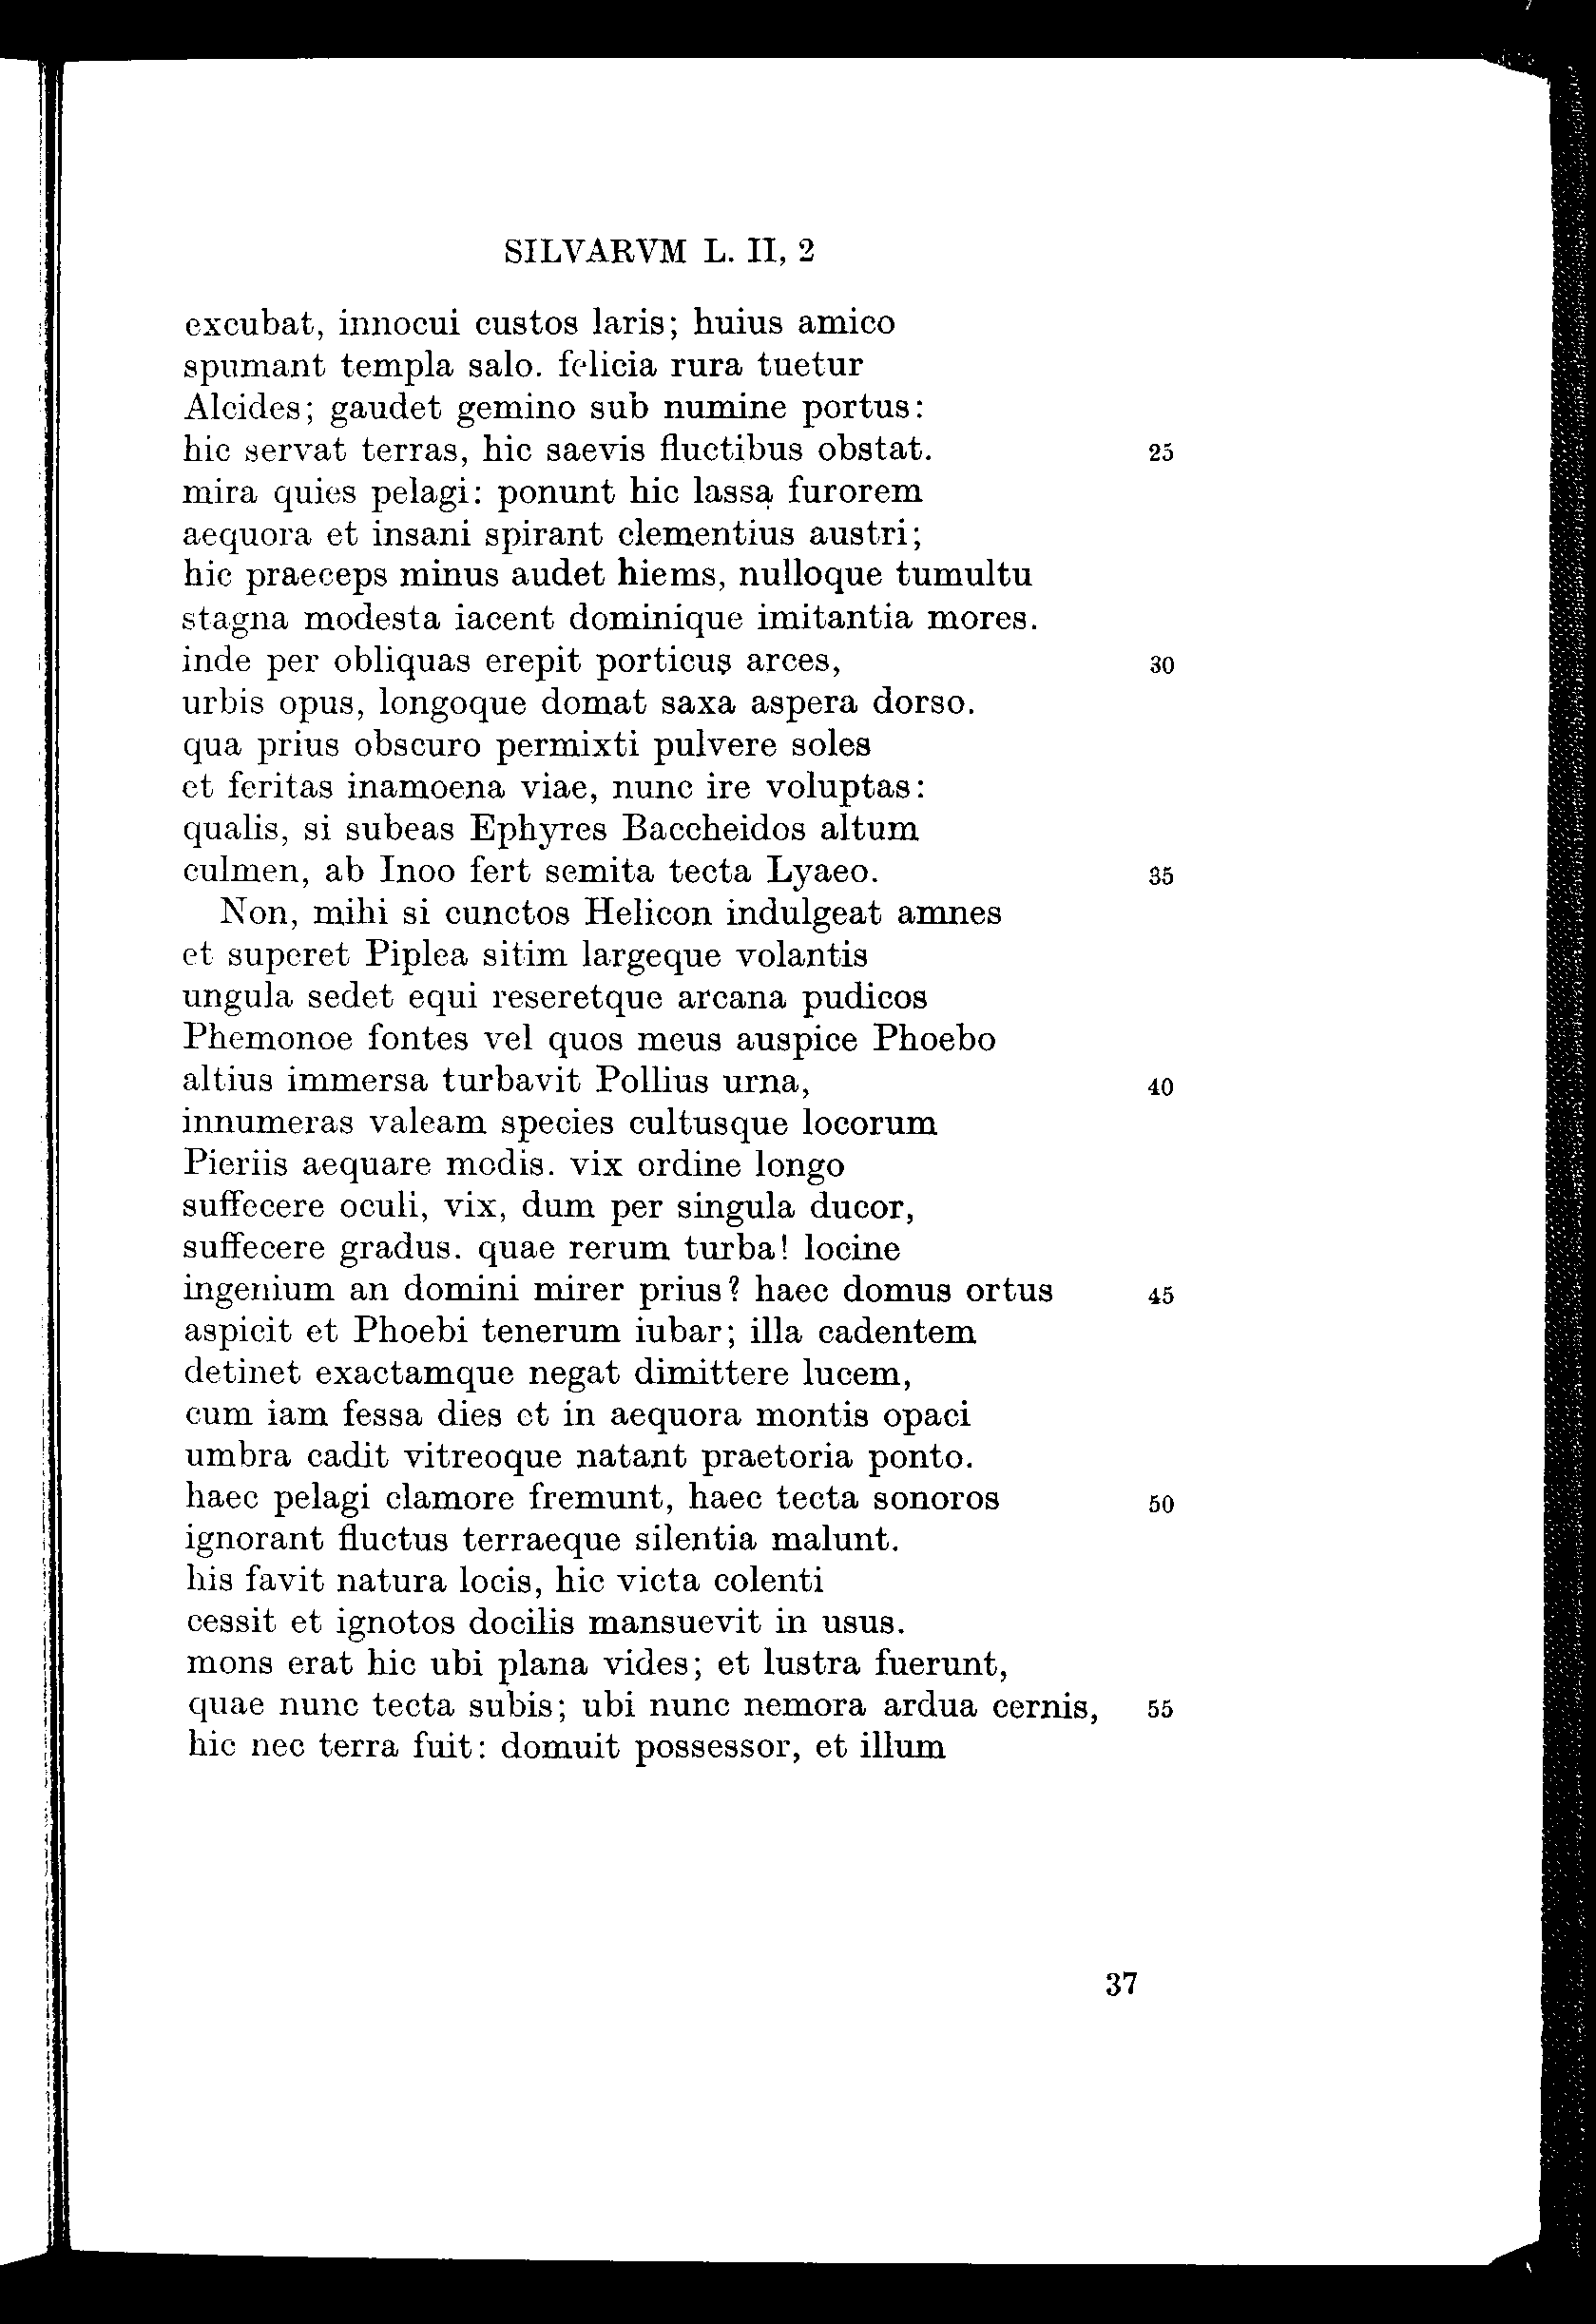 SILVARVM L. II, 2
excubat, innocui custos laris; huius amico
spumant templa salo. felicia rura tuetur
Alcides; gaudet gemino sub numine portus:
hic servat terras, hic saevis fluctibus obstat. 25
mira quies pelagi: ponunt hic lassa furorem
aequora et insani spirant clementius austri;
hic praeceps minus audet hiems, nulloque tumultu
stagna modesta iacent dominique imitantia mores.
inde per obliquas erepit porticus arces, 30
urbis opus, longoque domat saxa aspera dorso.
qua prius obscuro permixti pulvere soles
et feritas inamoena viae, nunc ire voluptas:
qualis, si subeas Ephyres Baccheidos altum
culmen, ab Inoo fert semita tecta Lyaeo. 35
Non, mihi si cunctos Helicon indulgeat amnes
et superet Piplea sitim largeque volantis
ungula sedet equi reseretque arcana pudicos
Phemonoe fontes vel quos meus auspice Phoebo
altius immersa turbavit Pollius urna, 40
innumeras valeam species cultusque locorum
Pieriis aequare modis. vix ordine longo
suffecere oculi, vix, dum per singula ducor,
suffecere gradus. quae rerum turba! locine
ingenium an domini mirer prius? haec domus ortus 45
aspicit et Phoebi tenerum iubar; illa cadentem
detinet exactamque negat dimittere lucem,
cum iam fessa dies et in aequora montis opaci
umbra cadit vitreoque natant praetoria ponto.
haec pelagi clamore fremunt, haec tecta sonoros 50
ignorant fluctus terraeque silentia malunt.
his favit natura locis, hic victa colenti
cessit et ignotos docilis mansuevit in usus.
mons erat hic ubi plana vides; et lustra fuerunt,
quae nunc tecta subis; ubi nunc nemora ardua cernis, 55
hic nec terra fuit: domuit possessor, et illum
37